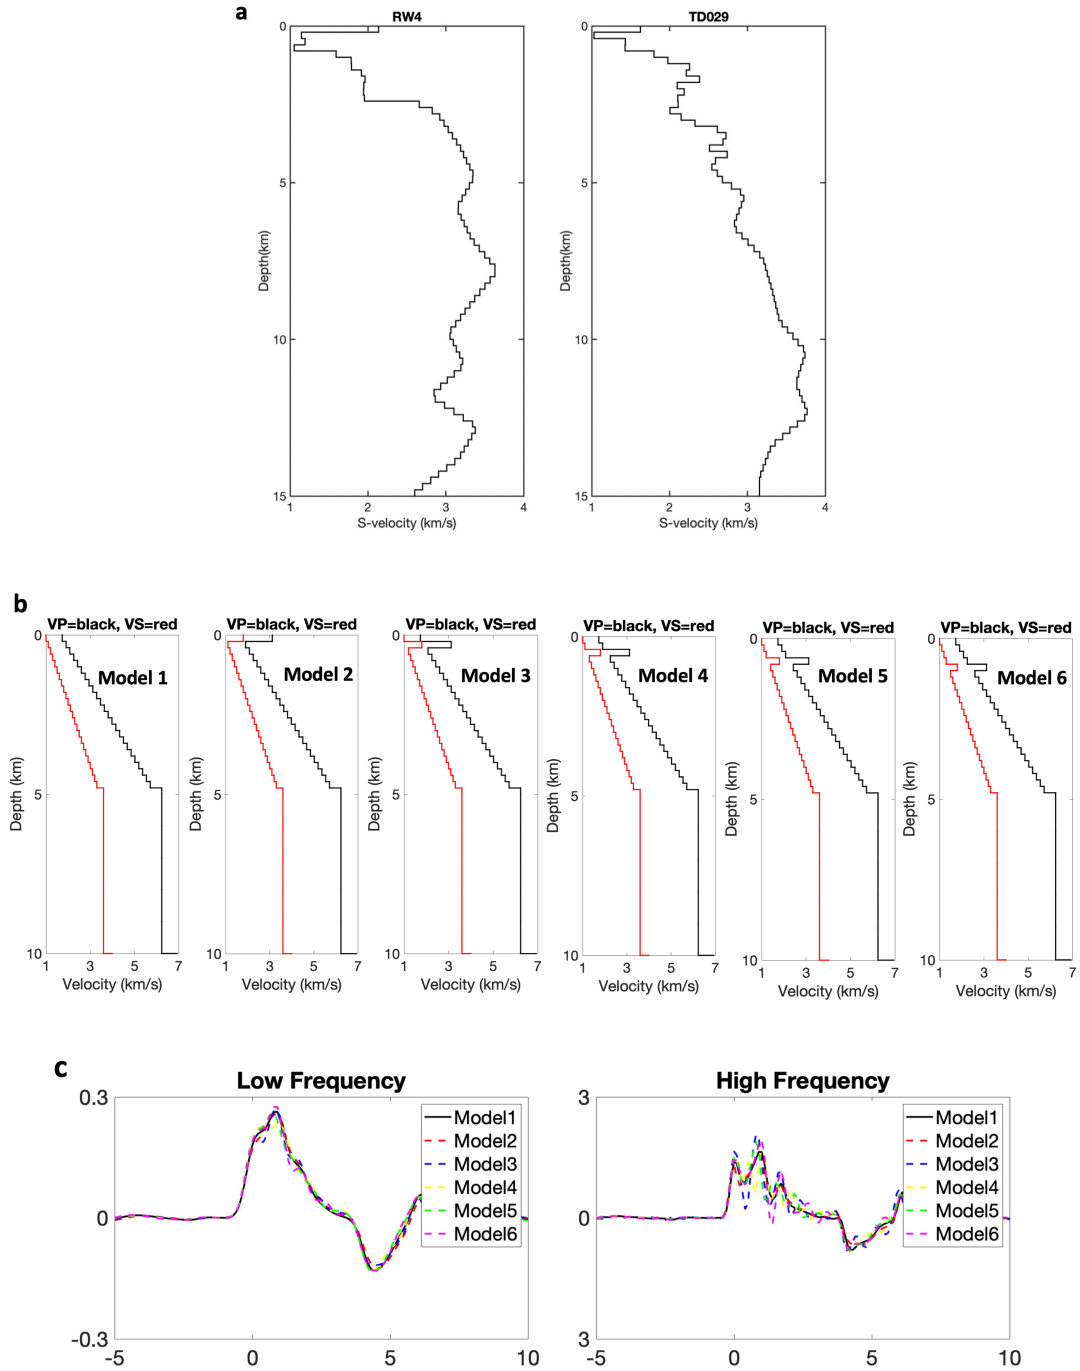 a
RW4
TD029
0
5
10
15
Depth(km)
1 2 3 4
S-velocity (km/s)
0
5
10
15
Depth(km)
1 2 3 4
S-velocity (km/s)
b
VP=black, VS=red
VP=black, VS=red
VP=black, VS=red
VP=black, VS=red
VP=black, VS=red
VP=black, VS=red
Model 1
Model 2
Model 3
Model 4
Model 5
Model 6
0
5
10
Depth (km)
1 3 5 7
Velocity (km/s)
0
5
10
Depth (km)
1 3 5 7
Velocity (km/s)
0
5
10
Depth (km)
1 3 5 7
Velocity (km/s)
0
5
10
Depth (km)
1 3 5 7
Velocity (km/s)
0
5
10
Depth (km)
1 3 5 7
Velocity (km/s)
0
5
10
Depth (km)
1 3 5 7
Velocity (km/s)
c
Low Frequency
0.3
0
-0.3
-5 0 5 10
Model1
Model2
Model3
Model4
Model5
Model6
High Frequency
3
0
3
-5 0 5 10
Model1
Model2
Model3
Model4
Model5
Model6